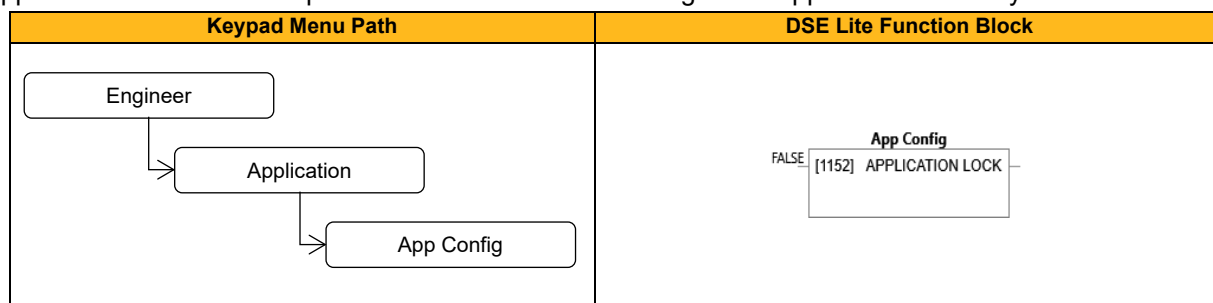 Keypad Menu Path
DSE Lite Function Block
Engineer
Application
App Config
App Config
FALSE
[1152] APPLICATION LOCK